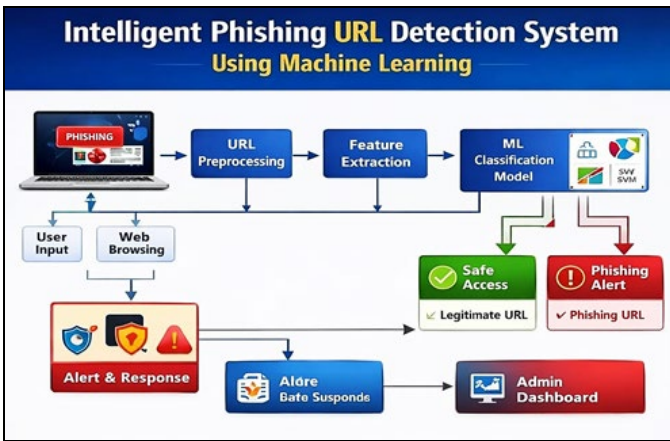 Intelligent Phishing URL Detection System
Using Machine Learning
PHISHING
URL
Preprocessing
Feature
Extraction
ML
Classification
Model
SVM
User
Input
Web
Browsing
Safe
Access
Legitimate URL
Phishing
Alert
Phishing URL
Alert & Response
Aldre
Bate Susponds
Admin
Dashboard